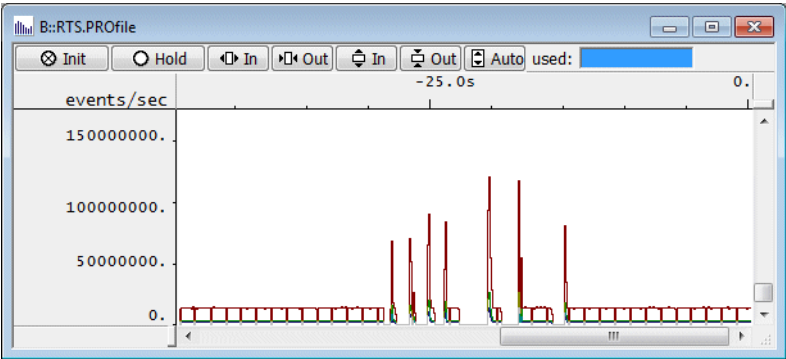 B::RTS.PROfile
Init Hold In Out In Out Auto used:
-25.0s 0.
events/sec
150000000.
100000000.
50000000.
0.